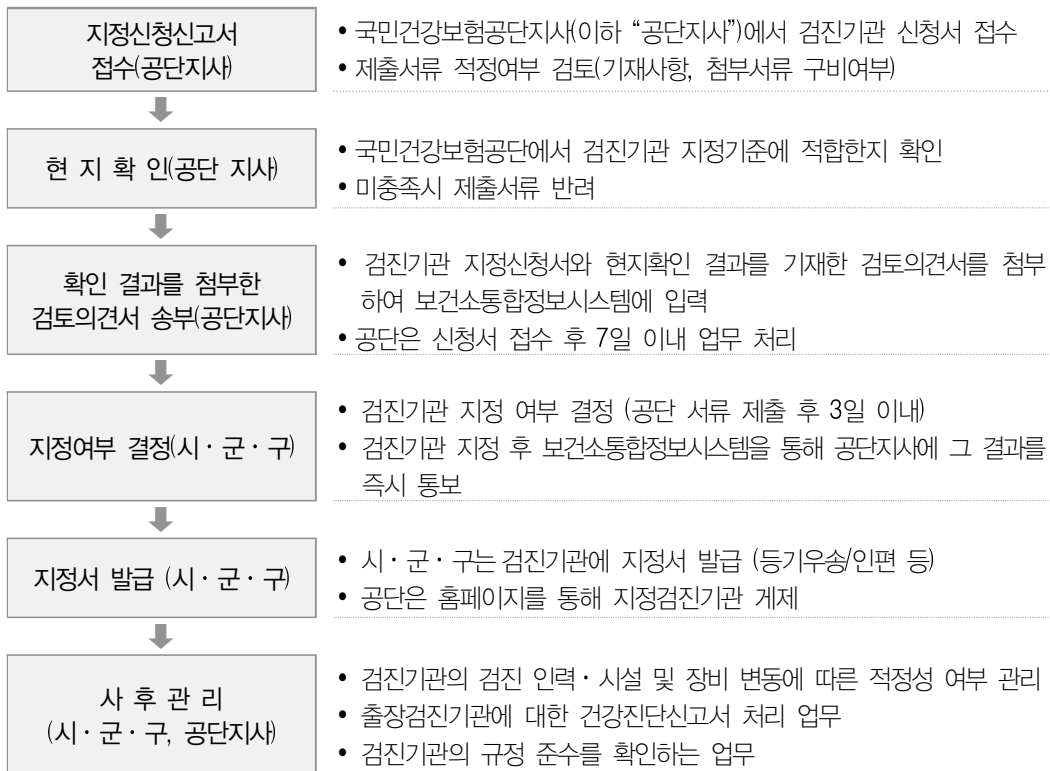 지정신청신고서
접수(공단지사)
• 국민건강보험공단지사(이하 “공단지사”)에서 검진기관 신청서 접수
• 제출서류 적정여부 검토(기재사항, 첨부서류 구비여부)
현 지 확 인(공단 지사)
• 국민건강보험공단에서 검진기관 지정기준에 적합한지 확인
• 미충족시 제출서류 반려
확인 결과를 첨부한
검토의견서 송부(공단지사)
• 검진기관 지정신청서와 현지확인 결과를 기재한 검토의견서를 첨부
하여 보건소통합정보시스템에 입력
• 공단은 신청서 접수 후 7일 이내 업무 처리
지정여부 결정(시・군・구)
• 검진기관 지정 여부 결정 (공단 서류 제출 후 3일 이내)
• 검진기관 지정 후 보건소통합정보시스템을 통해 공단지사에 그 결과를
즉시 통보
지정서 발급 (시・군・구)
• 시・군・구는 검진기관에 지정서 발급 (등기우송/인편 등)
• 공단은 홈페이지를 통해 지정검진기관 게제
사 후 관 리
(시・군・구, 공단지사)
• 검진기관의 검진 인력・시설 및 장비 변동에 따른 적정성 여부 관리
• 출장검진기관에 대한 건강진단신고서 처리 업무
• 검진기관의 규정 준수를 확인하는 업무